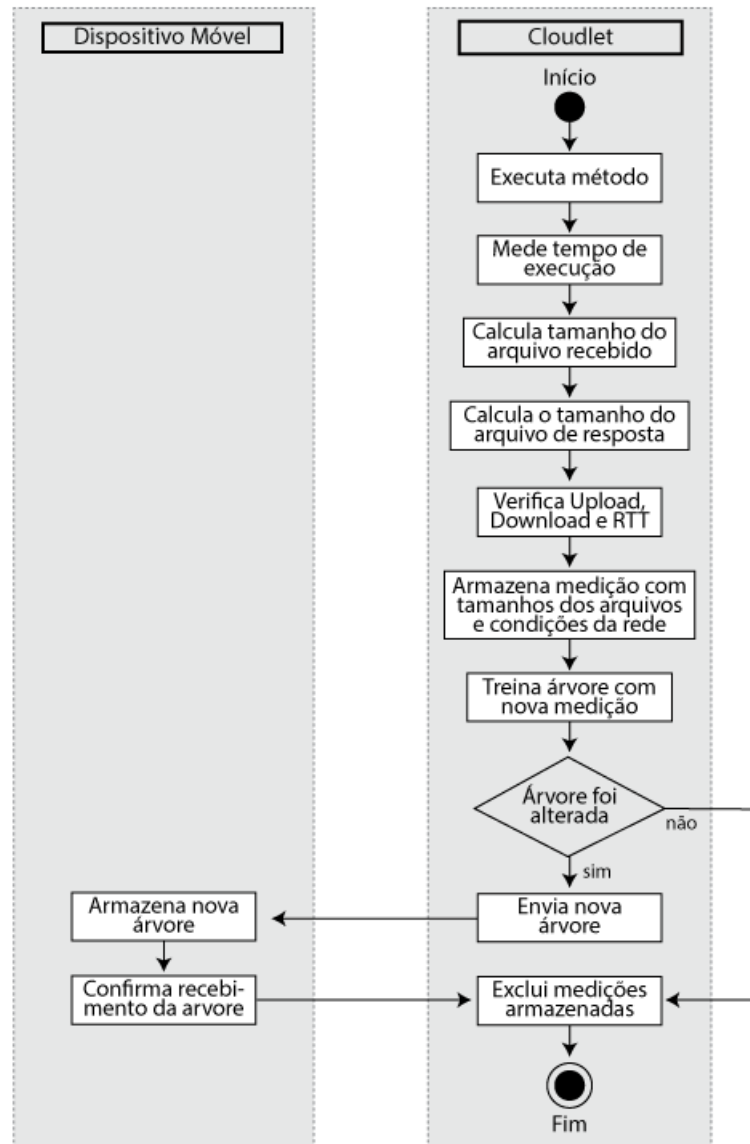 Dispositivo Móvel
Cloudlet
Início
Executa método
Mede tempo de
execução
Calcula tamanho do
arquivo recebido
Calcula o tamanho do
arquivo de resposta
Verifica Upload,
Download e RTT
Armazena medição com
tamanhos dos arquivos
e condições da rede
Treina árvore com
nova medição
Árvore foi
alterada
não
sim
Envia nova
árvore
Armazena nova
árvore
Confirma recebi-
mento da arvore
Exclui medições
armazenadas
Fim